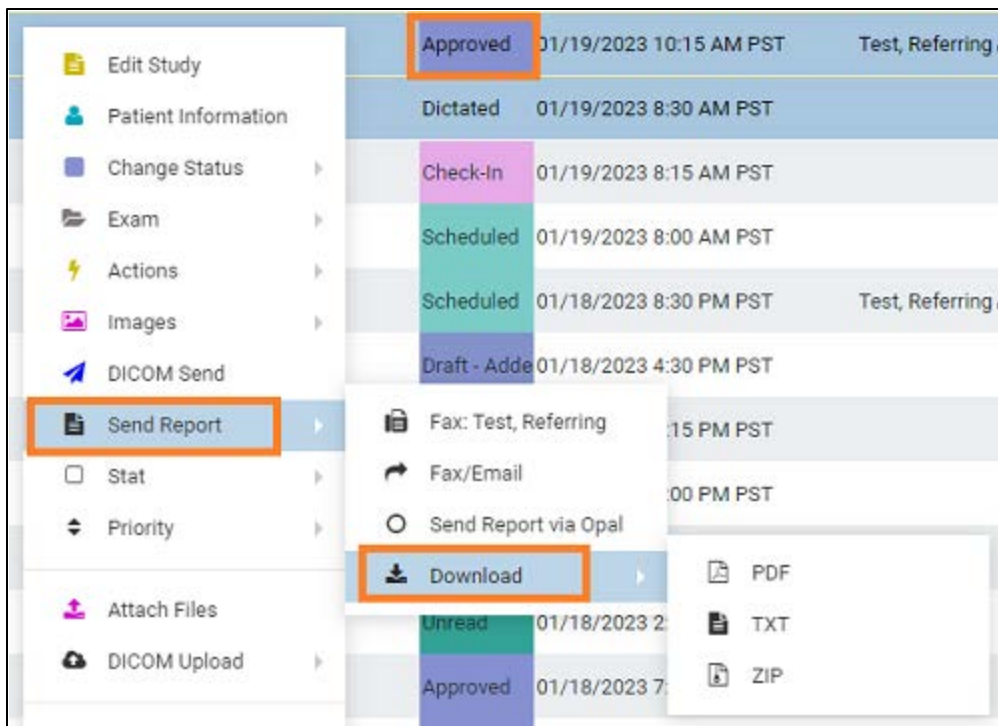 Approved 01/19/2023 10:15 AM PST Test, Referring
Edit Study
Dictated 01/19/2023 8:30 AM PST
Patient Information
Change Status
Check-In 01/19/2023 8:15 AM PST
Exam
Scheduled 01/19/2023 8:00 AM PST
Actions
Scheduled 01/18/2023 8:30 PM PST Test, Referring
Images
Draft - Adde 01/18/2023 4:30 PM PST
DICOM Send
Send Report
Fax: Test, Referring
:15 PM PST
Stat
Fax/Email
:00 PM PST
Priority
Send Report via Opal
Download
PDF
Attach Files
Unread 01/18/2023 2:
TXT
DICOM Upload
Approved 01/18/2023 7:
ZIP